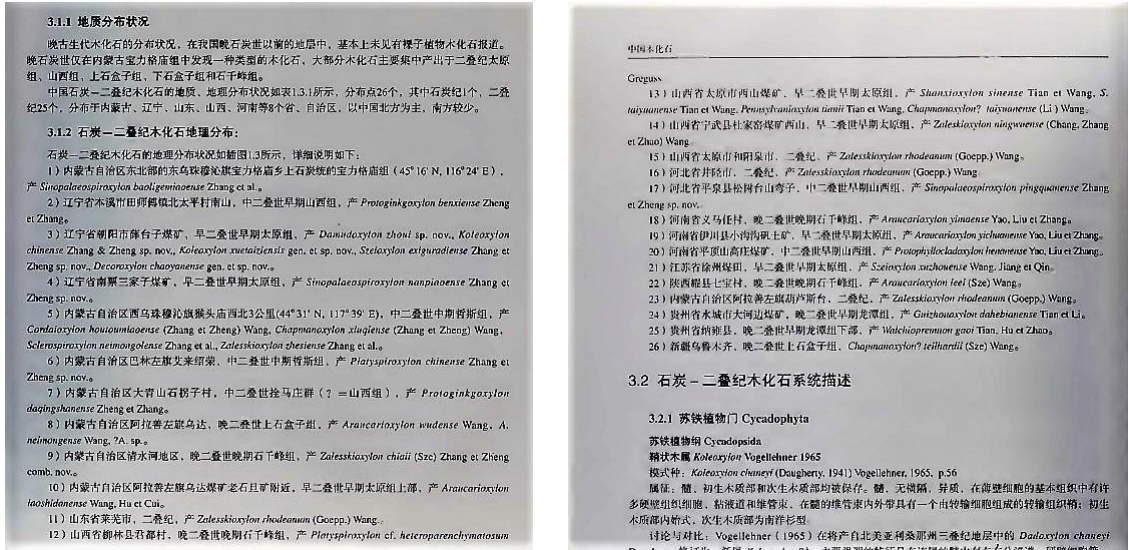 3.1.1 地质分布状况
晚古生代木化石的分布状况，在我国晚石炭世以前的地层中，基本上未见有裸子植物木化石报道。
晚石炭世仅在内蒙古宝力格庙组中发现一种类型的木化石，大部分木化石主要集中产出于二叠纪太原
组、山西组、上石盒子组、下石盒子组和石千峰组。
中国石炭—二叠纪木化石的地质、地理分布状况如表1.3.1所示，分布点26个，其中石炭纪1个，二叠
纪25个，分布于内蒙古、辽宁、山东、山西、河南等8个省、自治区，以中国北方为主，南方较少。
3.1.2 石炭—二叠纪木化石地理分布：
石炭—二叠纪木化石的地理分布状况如插图1.3所示，详细说明如下：
1）内蒙古自治区东北部的东乌珠穆沁旗宝力格庙乡上石炭统的宝力格庙组（45°16′N，116°24′E），
产 Sinopalaeospiroxylon baoligemiaoense Zhang et al.。
2）辽宁省本溪市田师傅镇北太平村南山，中二叠世早期山西组，产 Protoginkgoxylon benxiense Zheng
et Zhang。
3）辽宁省朝阳市薛台子煤矿，早二叠世早期太原组，产 Damudoxylon zhoui sp. nov.，Koleoxylon
chinense Zhang & Zheng sp. nov.，Koleoxylon xuetaiziensis gen. et sp. nov.，Steloxylon exiguradiense Zhang et
Zheng sp. nov.，Decoroxylon chaoyanense gen. et sp. nov.。
4）辽宁省南票三家子煤矿，早二叠世早期太原组，产 Sinopalaeospiroxylon nanpiaoense Zhang et
Zheng sp. nov.。
5）内蒙古自治区西乌珠穆沁旗猴头庙西北3公里(44°31′N，117°39′E)，中二叠世中期哲斯组，产
Cordaioxylon houtoumiaoense (Zhang et Zheng) Wang，Chapmanoxylon xiuqiense (Zhang et Zheng) Wang，
Sclerospiroxylon neimongolense Zhang et al.，Zalesskioxylon zhesiense Zhang et al.。
6）内蒙古自治区巴林左旗艾来绍荣，中二叠世中期哲斯组，产 Platyspiroxylon chinense Zhang et
Zheng sp. nov.。
7）内蒙古自治区大青山石拐子村，中二叠世拴马庄群（？=山西组），产 Protoginkgoxylon
daqingshanense Zheng et Zhang。
8）内蒙古自治区阿拉善左旗乌达，晚二叠世上石盒子组，产 Araucarioxylon wudense Wang，A.
neimongense Wang，?A. sp.。
9）内蒙古自治区清水河地区，晚二叠世晚期石千峰组，产 Zalesskioxylon chiaii (Sze) Zhang et Zheng
comb. nov.。
10）内蒙古自治区阿拉善左旗乌达煤矿老石旦矿附近，早二叠世早期太原组上部，产 Araucarioxylon
laoshidanense Wang, Hu et Cui。
11）山东省莱芜市，二叠纪，产 Zalesskioxylon rhodeanum (Goepp.) Wang。
12）山西省柳林县君都村，晚二叠世晚期石千峰组，产 Platyspiroxylon cf. heteroparenchymatosum
中国木化石
Greguss
13）山西省太原市西山煤矿，早二叠世早期太原组，产 Shanxioxylon sinense Tian et Wang，S.
taiyuanense Tian et Wang，Pennsylvanioxylon tianii Tian et Wang，Chapmanoxylon? taiyuanense (Li) Wang。
14）山西省宁武县杜家窑煤矿西山，早二叠世早期太原组，产 Zaleskioxylon ningwuense (Chang, Zhang
et Zhao) Wang
15）山西省太原市和阳泉市，二叠纪，产 Zalesskioxylon rhodeanum (Goepp.) Wang。
16）河北省井陉市，二叠纪，产 Zalesskioxylon rhodeanum (Goepp.) Wang
17）河北省平泉县松树台山弯子，中二叠世早期山西组，产 Sinopalaeospiroxylon pingquanense Zhang
et Zheng sp. nov.
18）河南省义马任村，晚二叠世晚期石千峰组，产 Araucarioxylon yimaense Yao, Liu et Zhang。
19）河南省伊川县小沟沟矾土矿，早二叠世早期太原组，产 Araucarioxylon yichuanense Yao, Liu et Zhang。
20）河南省平顶山高庄煤矿，中二叠世早期山西组，产 Protophyllocladoxylon henanense Yao, Liu et Zhang。
21）江苏省徐州煤田，早二叠世早期太原组，产 Szeioxylon xuzhouense Wang, Jiang et Qin。
22）陕西糴县七宝村，晚二叠世晚期石千峰组，产 Araucarioxylon leei (Sze) Wang。
23）内蒙古自治区阿拉善左旗葫芦斯台，二叠纪，产 Zalesskioxylon rhodeanum (Goepp.) Wang。
24）贵州省水城市大河边煤矿，晚二叠世早期龙潭组，产 Guizhouoxylon dahebianense Tian et Li。
25）贵州省纳雍县，晚二叠世早期龙潭组下部，产 Walchiopremnon gaoi Tian, Hu et Zhao。
26）新疆乌鲁木齐，晚二叠世上石盒子组，Chapmanoxylon? teilhardii (Sze) Wang。
3.2 石炭－二叠纪木化石系统描述
3.2.1 苏铁植物门 Cycadophyta
苏铁植物纲 Cycadopsida
鞘状木属 Koleoxylon Vogellehner 1965
模式种：Koleoxylon chaneyi (Daugherty, 1941) Vogellehner, 1965, p.56
属征：髓、初生木质部和次生木质部均被保存。髓，无横隔，异质，在薄壁细胞的基本组织中有许
多硬壁组织细胞、粘液道和维管束，在髓的维管束内外带具有一个由转输细胞组成的转输组织鞘；初生
木质部内始式，次生木质部为南洋杉型。
讨论与对比：Vogellehner（1965）在将产自北美亚利桑那州三叠纪地层中的 Dadoxylon chaneyi